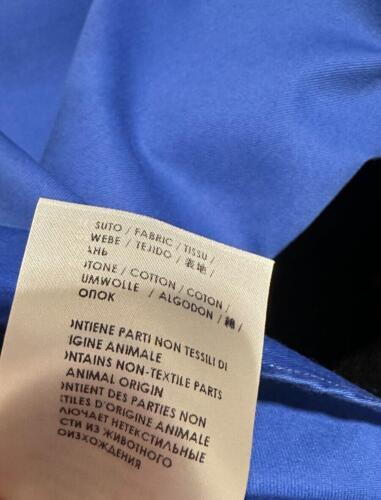 SUTO / FABRIC / TISSU /
WEBE / TEJIDO / 表地 /
АНЬ
OTONE / COTTON / COTON /
UMWOLLE / ALGODON / 綿 /
ОПОК
ONTIENE PARTI NON TESSILI DI
IGINE ANIMALE
ONTAINS NON-TEXTILE PARTS
ANIMAL ORIGIN
ONTIENT DES PARTIES NON
TILES D'ORIGINE ANIMALE
ЛЮЧАЕТ НЕТЕКСТИЛЬНЫЕ
СТИ ИЗ ЖИВОТНОГО
ОИЗХОЖДЕНИЯ